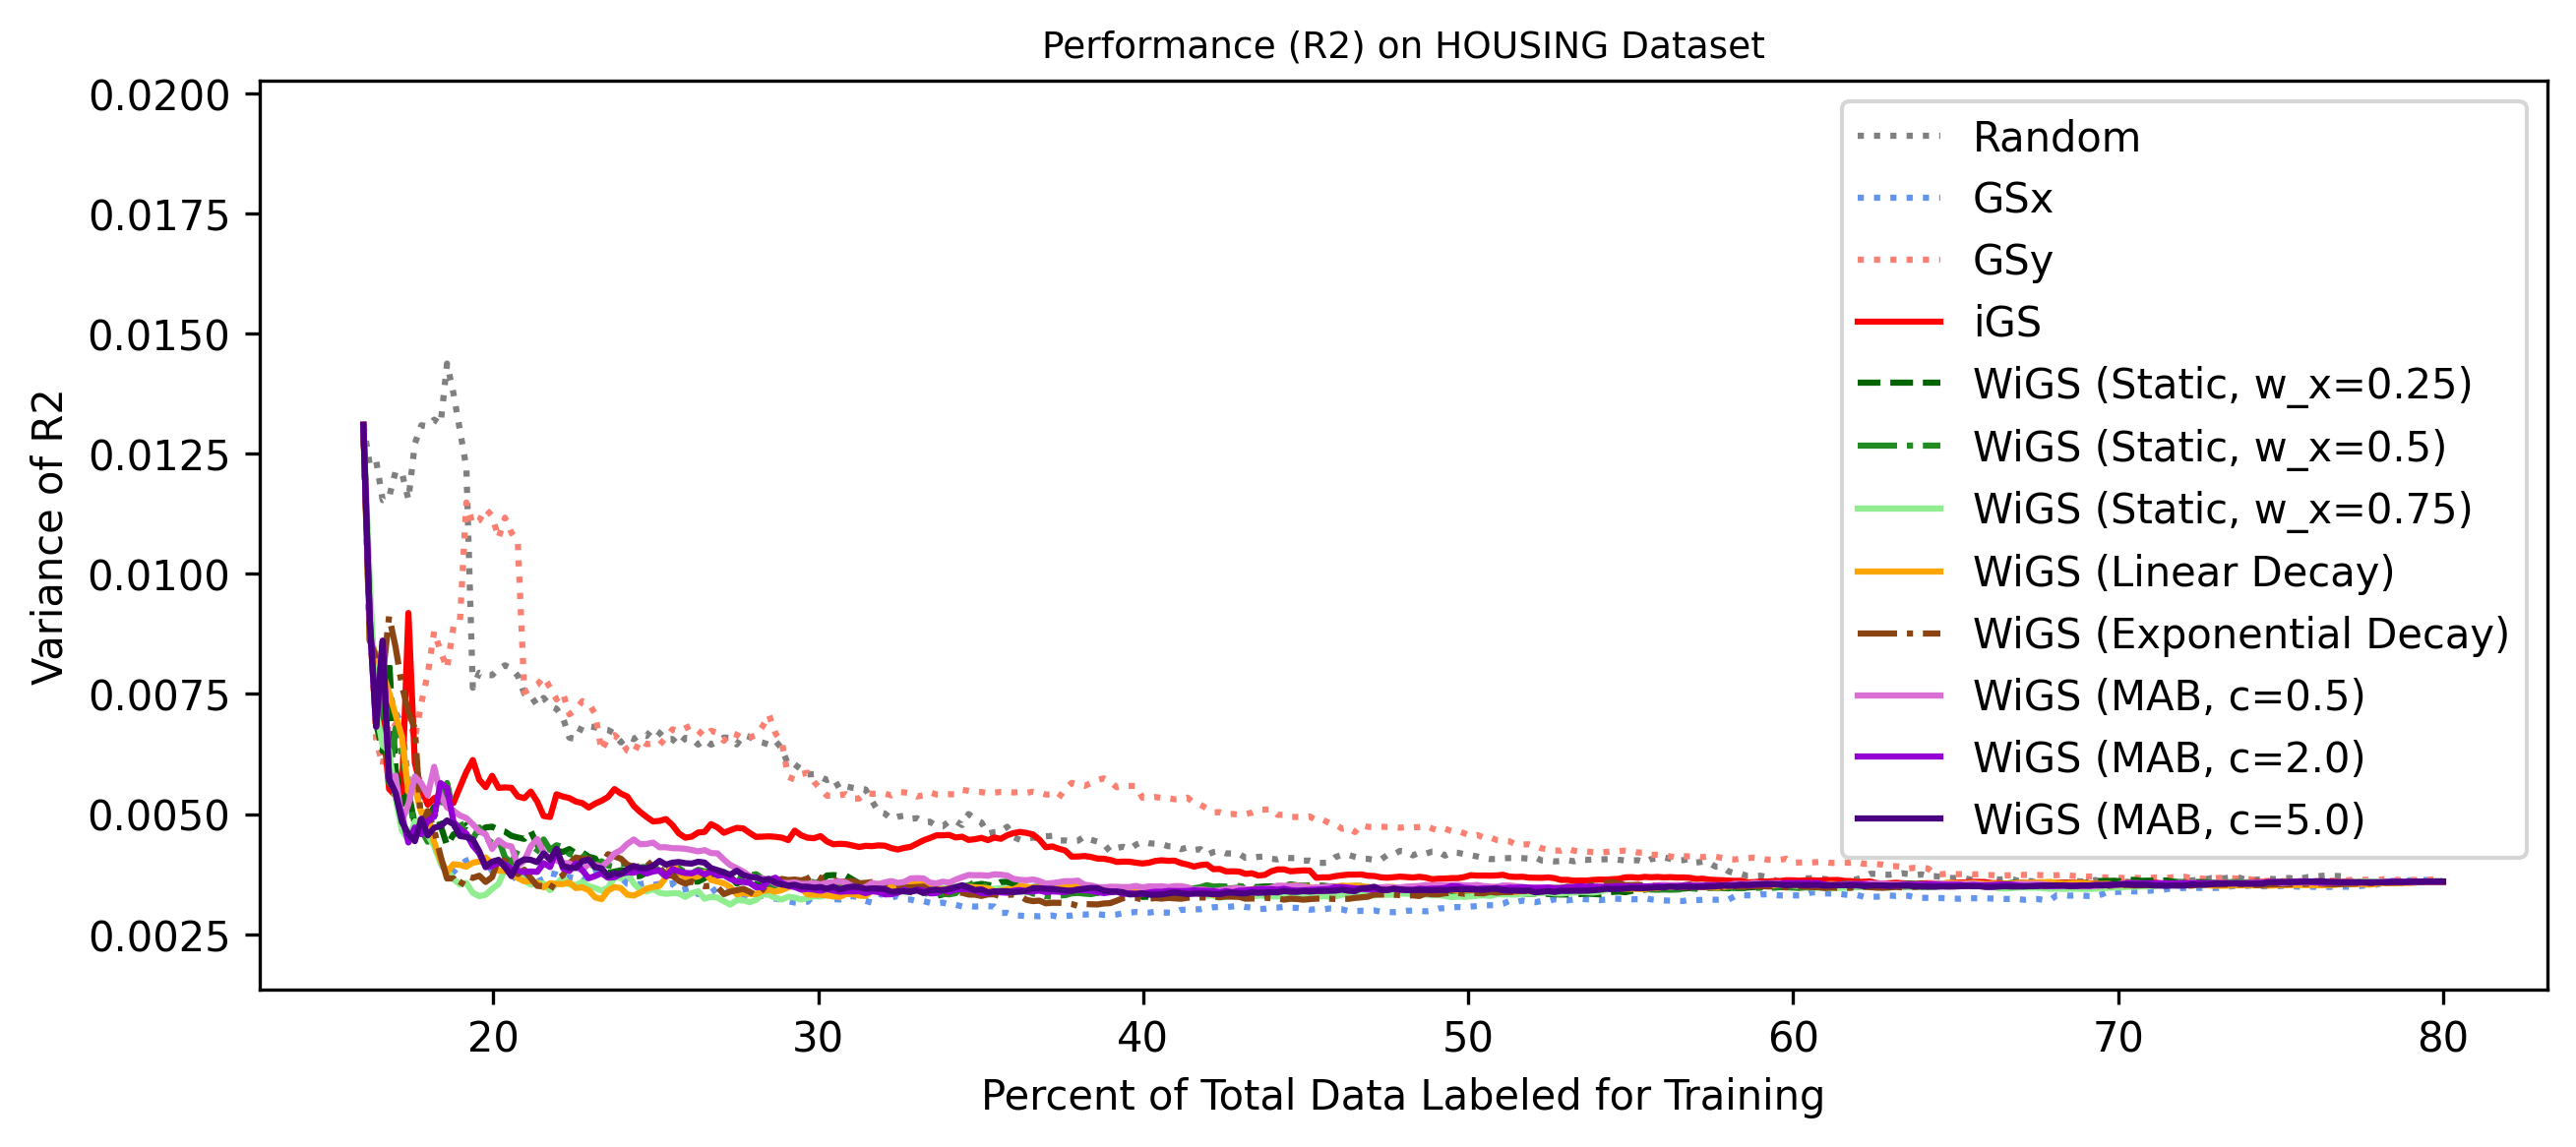 Performance (R2) on HOUSING Dataset
Variance of R2
0.0200
0.0175
0.0150
0.0125
0.0100
0.0075
0.0050
0.0025
Random
GSx
GSy
iGS
WiGS (Static, w_x=0.25)
WiGS (Static, w_x=0.5)
WiGS (Static, w_x=0.75)
WiGS (Linear Decay)
WiGS (Exponential Decay)
WiGS (MAB, c=0.5)
WiGS (MAB, c=2.0)
WiGS (MAB, c=5.0)
20 30 40 50 60 70 80
Percent of Total Data Labeled for Training